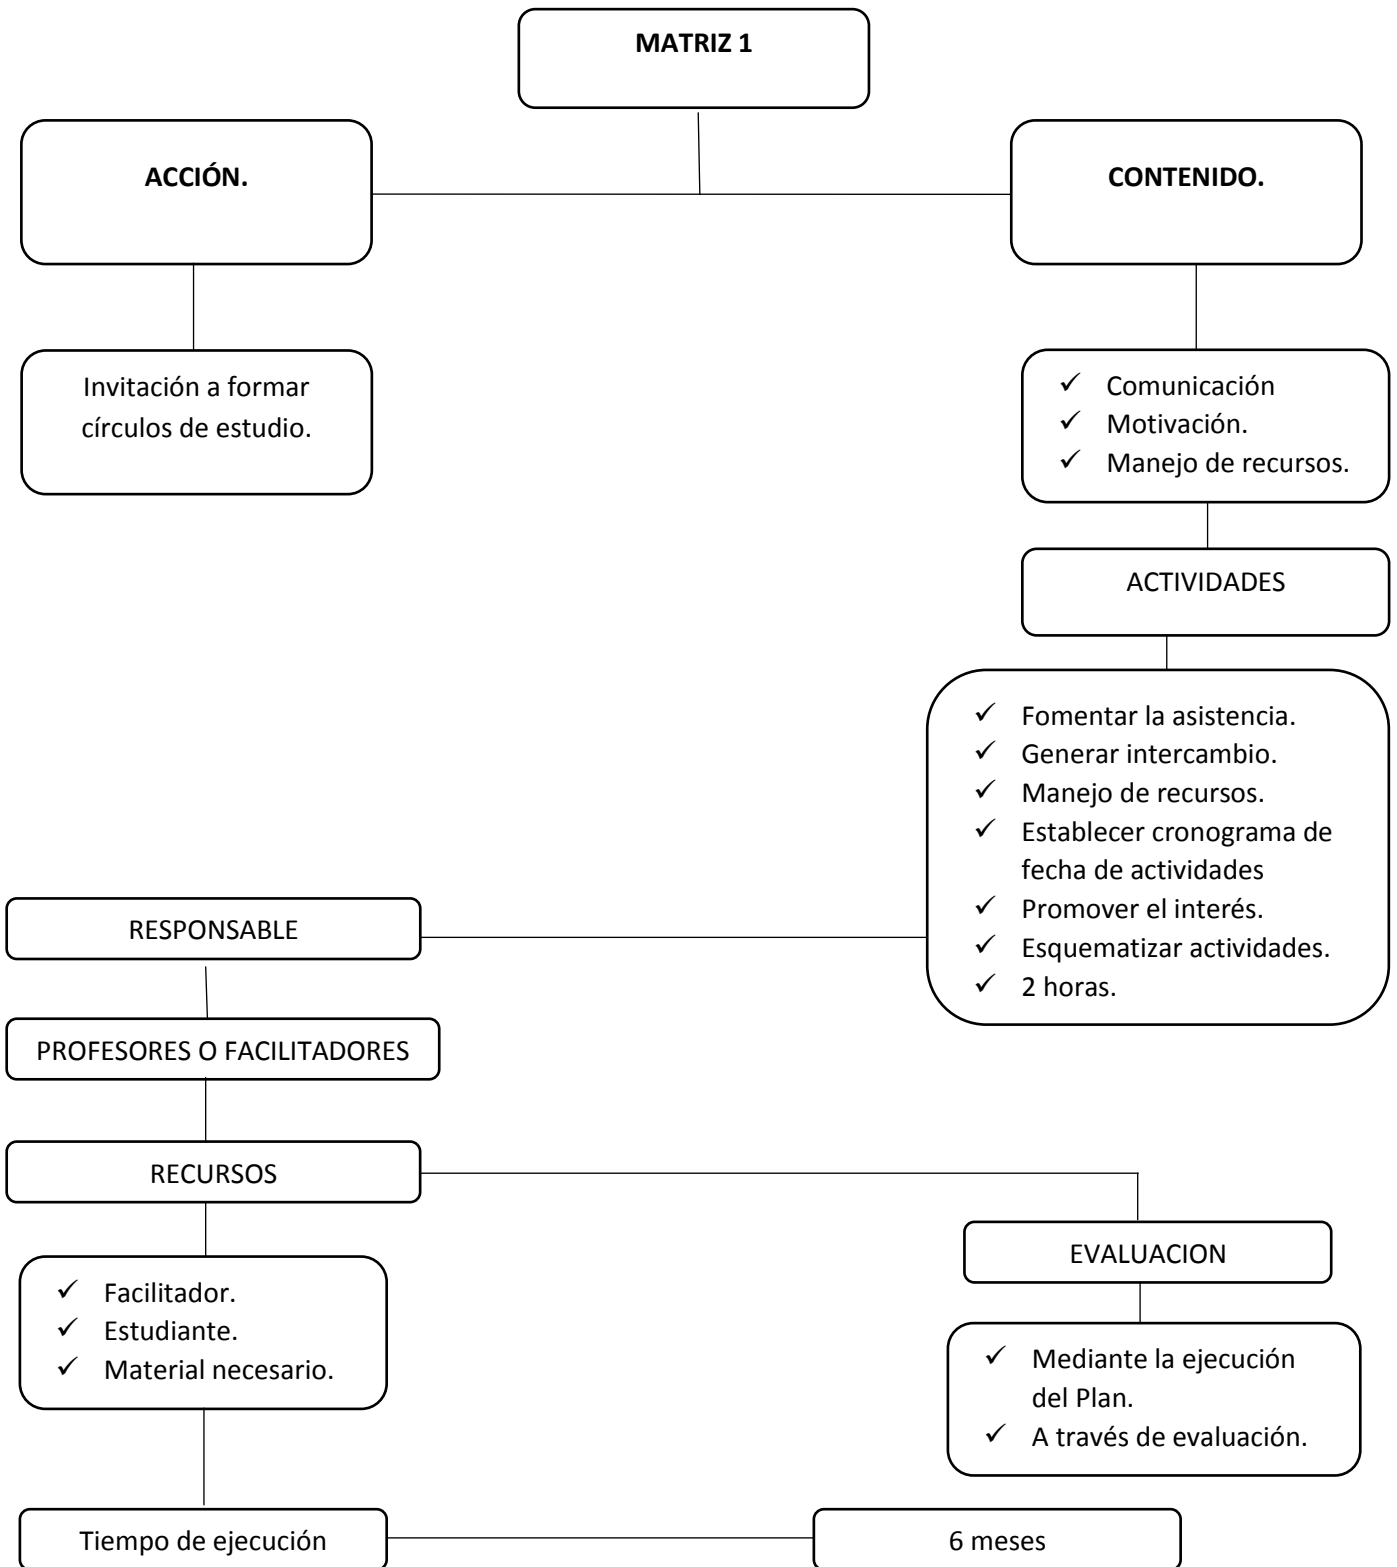 MATRIZ 1
ACCIÓN.
CONTENIDO.
Invitación a formar
círculos de estudio.
✓ Comunicación
✓ Motivación.
✓ Manejo de recursos.
ACTIVIDADES
✓ Fomentar la asistencia.
✓ Generar intercambio.
✓ Manejo de recursos.
✓ Establecer cronograma de
fecha de actividades
✓ Promover el interés.
✓ Esquematizar actividades.
✓ 2 horas.
RESPONSABLE
PROFESORES O FACILITADORES
RECURSOS
✓ Facilitador.
✓ Estudiante.
✓ Material necesario.
EVALUACION
✓ Mediante la ejecución
del Plan.
✓ A través de evaluación.
Tiempo de ejecución
6 meses